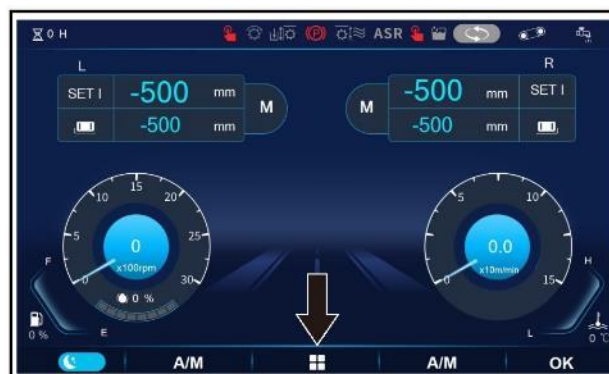 0 H
P
ASR
L
R
SET I -500 mm
M
-500 mm
M
-500 mm SET I
-500 mm
0
5
10
15
20
25
30
0
x100rpm
0 %
0
5
10
15
0.0
x10m/min
F
E
0 %
H
L
0 ℃
A/M
A/M
OK